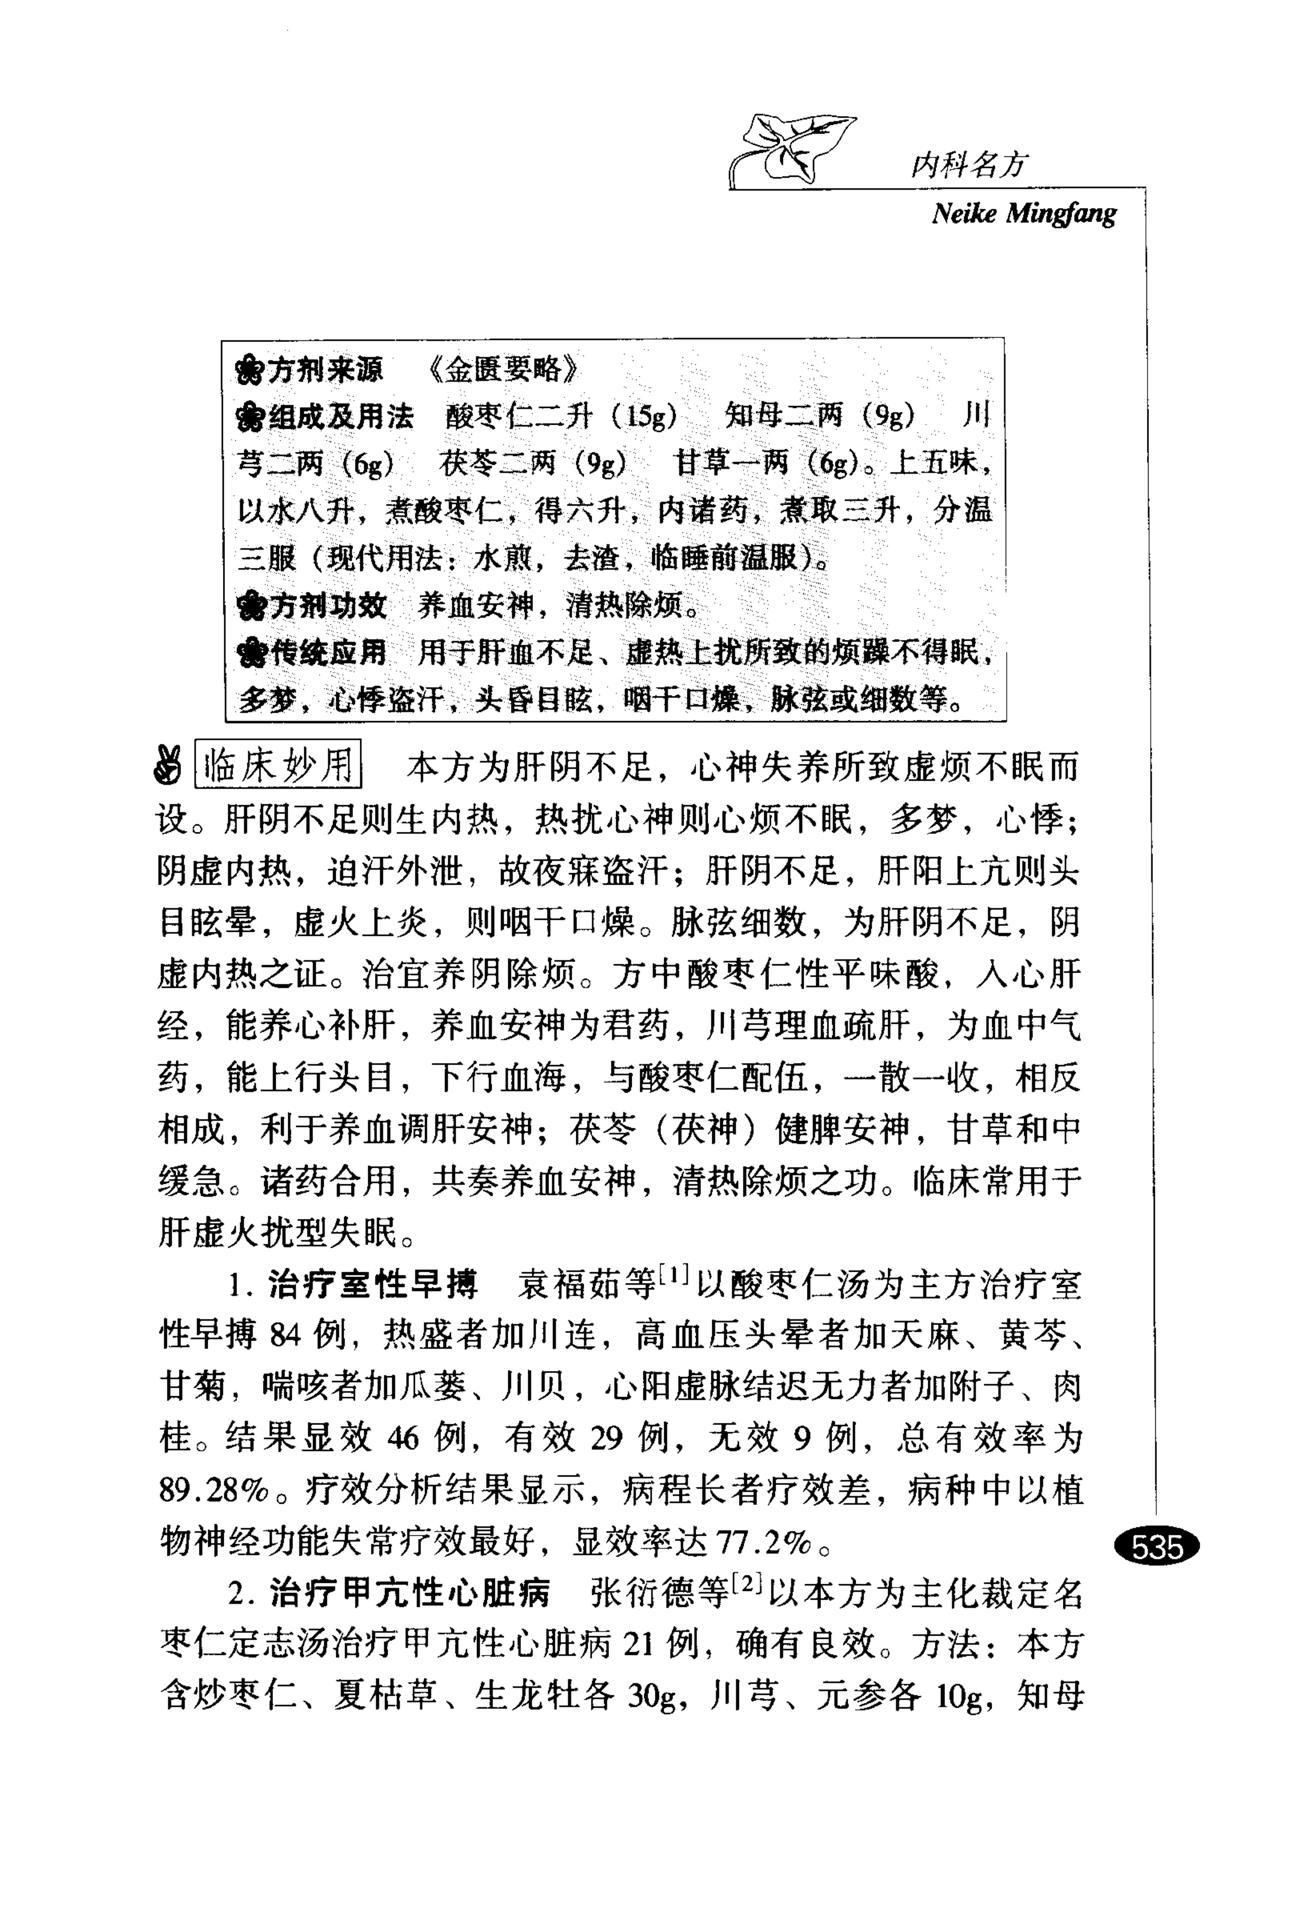 内科名方
Neike Mingfang
方剂来源 《金匮要略》
组成及用法 酸枣仁二升（15g） 知母二两（9g） 川
芎二两（6g） 茯苓二两（9g） 甘草一两（6g）。上五味，
以水八升，煮酸枣仁，得六升，内诸药，煮取三升，分温
三服（现代用法：水煎，去渣，临睡前温服）。
方剂功效 养血安神，清热除烦。
传统应用 用于肝血不足、虚热上扰所致的烦躁不得眠，
多梦，心悸盗汗，头昏目眩，咽干口燥，脉弦或细数等。
临床妙用 本方为肝阴不足，心神失养所致虚烦不眠而
设。肝阴不足则生内热，热扰心神则心烦不眠，多梦，心悸；
阴虚内热，迫汗外泄，故夜寐盗汗；肝阴不足，肝阳上亢则头
目眩晕，虚火上炎，则咽干口燥。脉弦细数，为肝阴不足，阴
虚内热之证。治宜养阴除烦。方中酸枣仁性平味酸，入心肝
经，能养心补肝，养血安神为君药，川芎理血疏肝，为血中气
药，能上行头目，下行血海，与酸枣仁配伍，一散一收，相反
相成，利于养血调肝安神；茯苓（茯神）健脾安神，甘草和中
缓急。诸药合用，共奏养血安神，清热除烦之功。临床常用于
肝虚火扰型失眠。
1. 治疗室性早搏 袁福茹等[1]以酸枣仁汤为主方治疗室
性早搏 84 例，热盛者加川连，高血压头晕者加天麻、黄芩、
甘菊，喘咳者加瓜蒌、川贝，心阳虚脉结迟无力者加附子、肉
桂。结果显效 46 例，有效 29 例，无效 9 例，总有效率为
89.28%。疗效分析结果显示，病程长者疗效差，病种中以植
物神经功能失常疗效最好，显效率达 77.2%。
535
2. 治疗甲亢性心脏病 张衍德等[2]以本方为主化裁定名
枣仁定志汤治疗甲亢性心脏病 21 例，确有良效。方法：本方
含炒枣仁、夏枯草、生龙牡各 30g，川芎、元参各 10g，知母